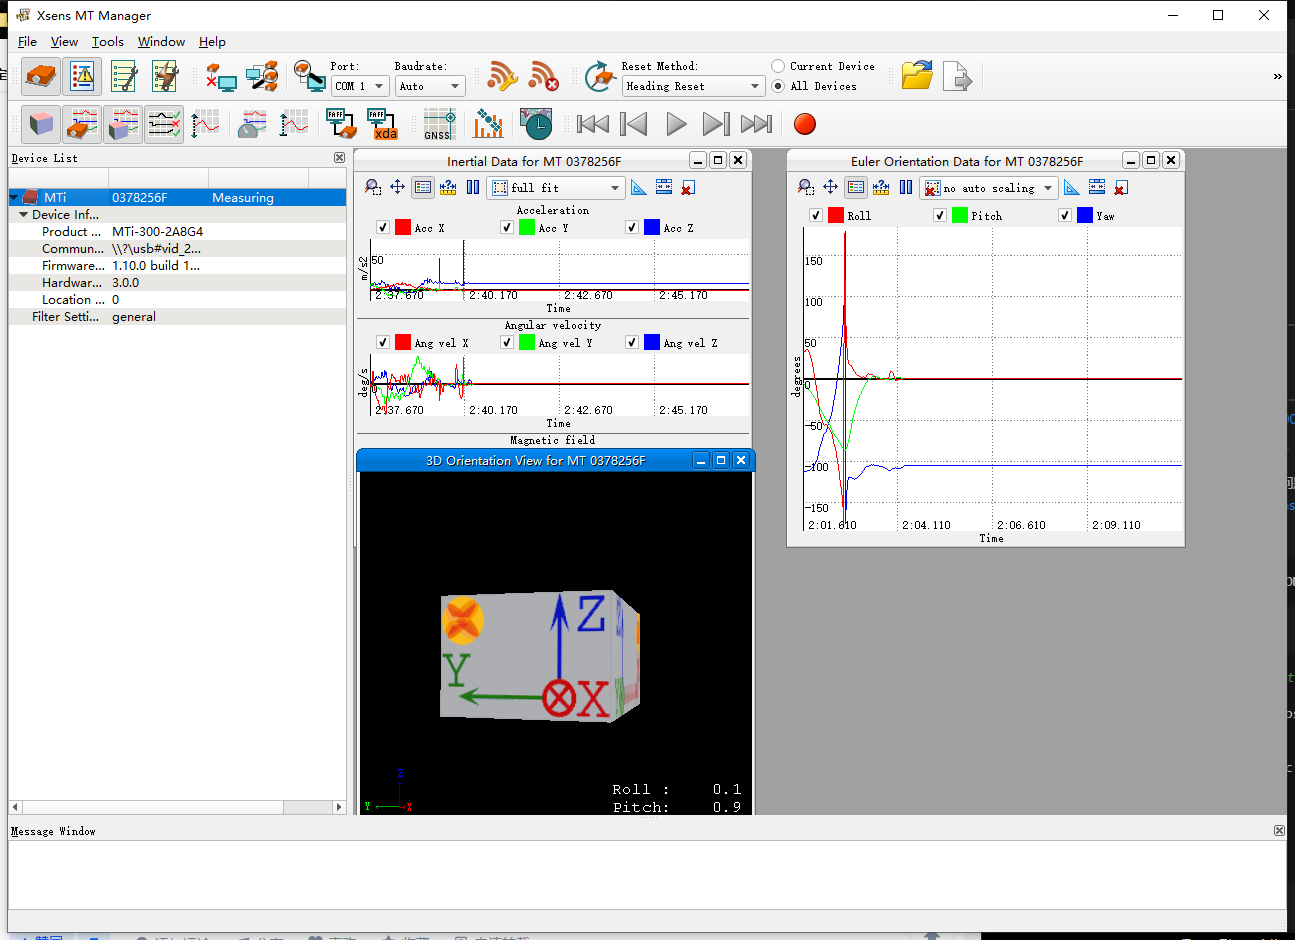 Xsens MT Manager
File View Tools Window Help
Port: Baudrate: Reset Method: Current Device
COM 1 Auto Heading Reset All Devices
»
GNSS
FAFF
FAFF
xda
Device List
MTi 0378256F Measuring
Device Inf...
Product ... MTi-300-2A8G4
Commun... \\?\usb#vid_2...
Firmware... 1.10.0 build 1...
Hardwar... 3.0.0
Location ... 0
Filter Setti... general
Inertial Data for MT 0378256F
full fit
Acceleration
Acc X Acc Y Acc Z
m/s2
50
2:37.670 2:40.170 2:42.670 2:45.170
Time
Angular velocity
Ang vel X Ang vel Y Ang vel Z
deg/s
2:37.670 2:40.170 2:42.670 2:45.170
Time
Magnetic field
3D Orientation View for MT 0378256F
Z
Y
X
Z
Y X
Roll : 0.1
Pitch: 0.9
Euler Orientation Data for MT 0378256F
no auto scaling
Roll Pitch Yaw
degrees
150
100
50
0
-50
-100
-150
2:01.610 2:04.110 2:06.610 2:09.110
Time
Message Window